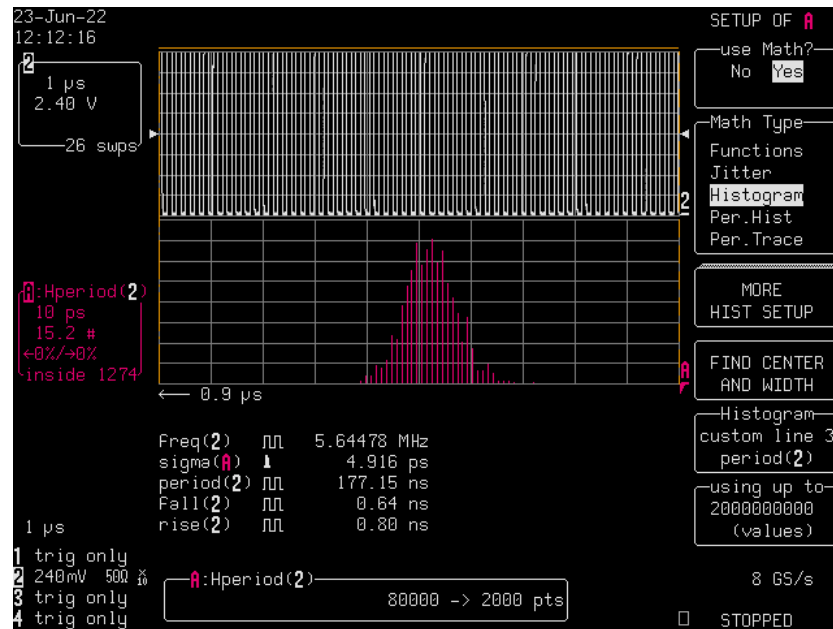 23-Jun-22
12:12:16
2
1 µs
2.40 V
26 swps
A:Hperiod(2)
10 ps
15.2 #
←0%/→0%
inside 1274
2
A
← 0.9 µs
Freq(2) 5.64478 MHz
sigma(A) 4.916 ps
period(2) 177.15 ns
Fall(2) 0.64 ns
rise(2) 0.80 ns
1 µs
1 trig only
2 240mV 50Ω X10
3 trig only
4 trig only
A:Hperiod(2)
80000 -> 2000 pts
SETUP OF A
use Math?
No Yes
Math Type
Functions
Jitter
Histogram
Per.Hist
Per.Trace
MORE
HIST SETUP
FIND CENTER
AND WIDTH
Histogram
custom line 3
period(2)
using up to
2000000000
(values)
8 GS/s
STOPPED